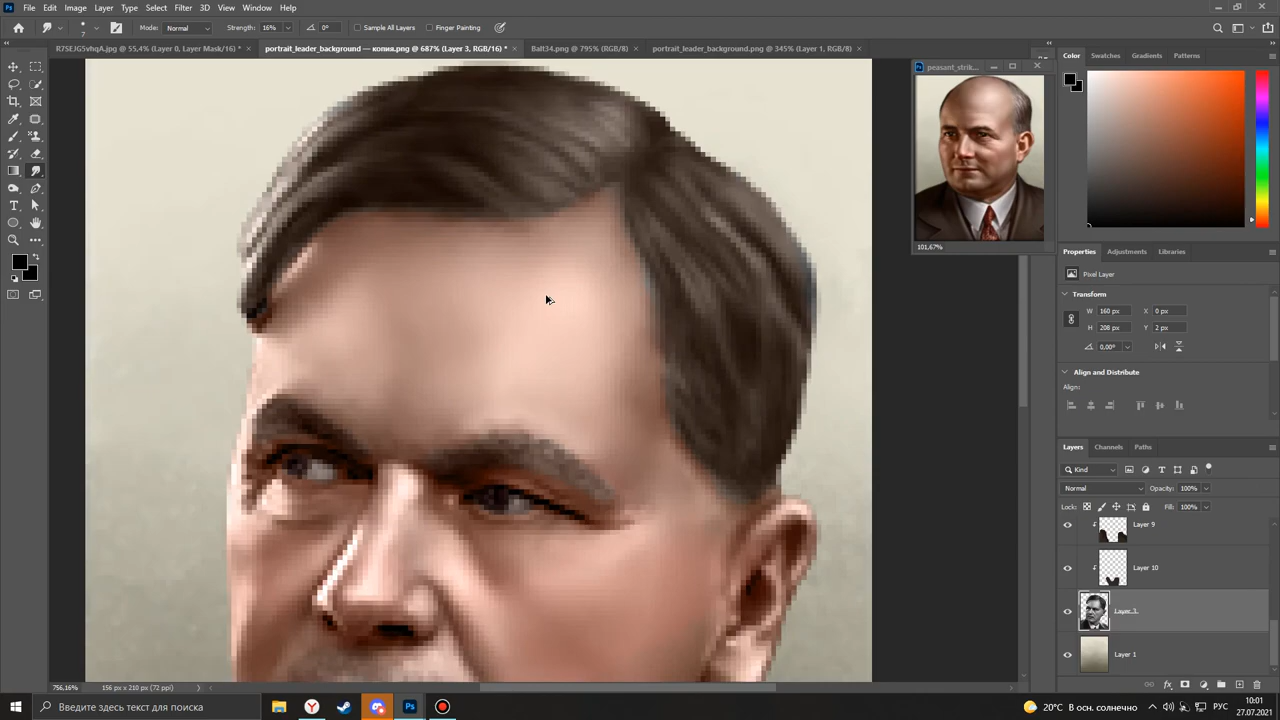 File Edit Image Layer Type Select Filter 3D View Window Help
7 Mode: Normal Strength: 16% 0° Sample All Layers Finger Painting
R7SEJG5vhqA.jpg @ 55,4% (Layer 0, Layer Mask/16) * × portrait_leader_background — копия.png @ 687% (Layer 3, RGB/16) * × Balt34.png @ 795% (RGB/8) × portrait_leader_background.png @ 345% (Layer 1, RGB/8) ×
Color Swatches Gradients Patterns
peasant_strik...
101,67%
Properties Adjustments Libraries
Pixel Layer
Transform
W 160 px X 0 px
H 208 px Y 2 px
0,00°
Align and Distribute
Align:
Layers Channels Paths
Kind
Normal Opacity: 100%
Lock: Fill: 100%
Layer 9
Layer 10
Layer 3
Layer 1
756,16% 156 px x 210 px (72 ppi)
Введите здесь текст для поиска
20°C В осн. солнечно РУС 10:01
27.07.2021